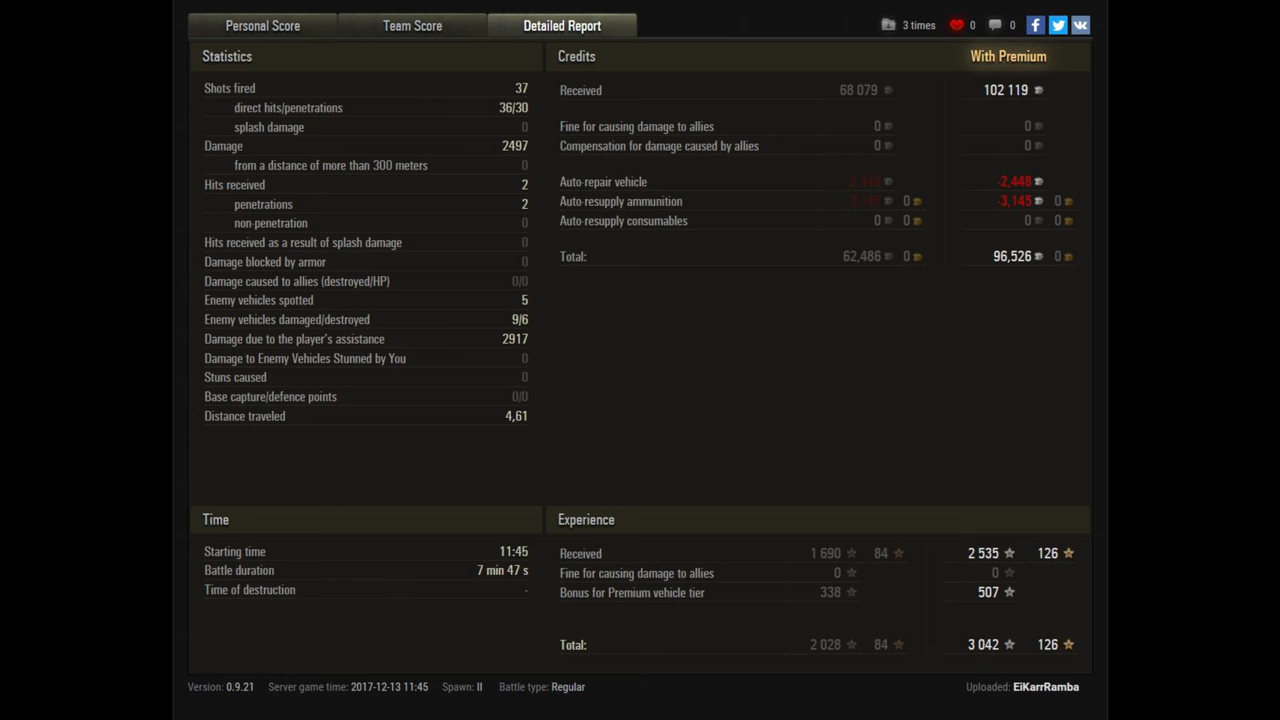 Personal Score Team Score Detailed Report 3 times 0 0
Statistics
Shots fired 37
direct hits/penetrations 36/30
splash damage 0
Damage 2497
from a distance of more than 300 meters 0
Hits received 2
penetrations 2
non-penetration 0
Hits received as a result of splash damage 0
Damage blocked by armor 0
Damage caused to allies (destroyed/HP) 0/0
Enemy vehicles spotted 5
Enemy vehicles damaged/destroyed 9/6
Damage due to the player's assistance 2917
Damage to Enemy Vehicles Stunned by You 0
Stuns caused 0
Base capture/defence points 0/0
Distance traveled 4,61
Credits With Premium
Received 68 079 102 119
Fine for causing damage to allies 0 0
Compensation for damage caused by allies 0 0
Auto-repair vehicle -2,448 -2,448
Auto-resupply ammunition -3,145 0 -3,145 0
Auto-resupply consumables 0 0 0 0
Total: 62,486 0 96,526 0
Time
Starting time 11:45
Battle duration 7 min 47 s
Time of destruction -
Experience
Received 1 690 84 2 535 126
Fine for causing damage to allies 0 0
Bonus for Premium vehicle tier 338 507
Total: 2 028 84 3 042 126
Version: 0.9.21 Server game time: 2017-12-13 11:45 Spawn: II Battle type: Regular Uploaded: EiKarrRamba